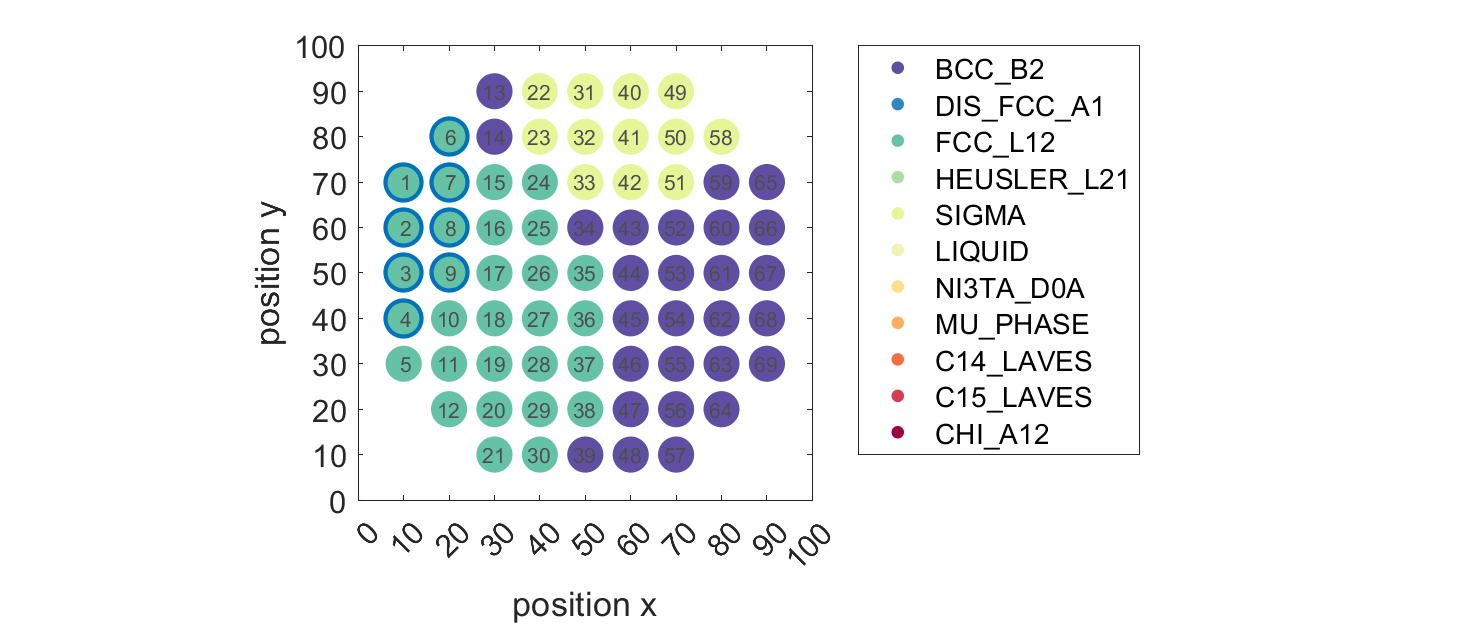 100
90 13 22 31 40 49
80 6 14 23 32 41 50 58
70 1 7 15 24 33 42 51 59 65
60 2 8 16 25 34 43 52 60 66
50 3 9 17 26 35 44 53 61 67
40 4 10 18 27 36 45 54 62 68
30 5 11 19 28 37 46 55 63 69
20 12 20 29 38 47 56 64
10 21 30 39 48 57
0
0 10 20 30 40 50 60 70 80 90 100
position x
position y
BCC_B2
DIS_FCC_A1
FCC_L12
HEUSLER_L21
SIGMA
LIQUID
NI3TA_D0A
MU_PHASE
C14_LAVES
C15_LAVES
CHI_A12